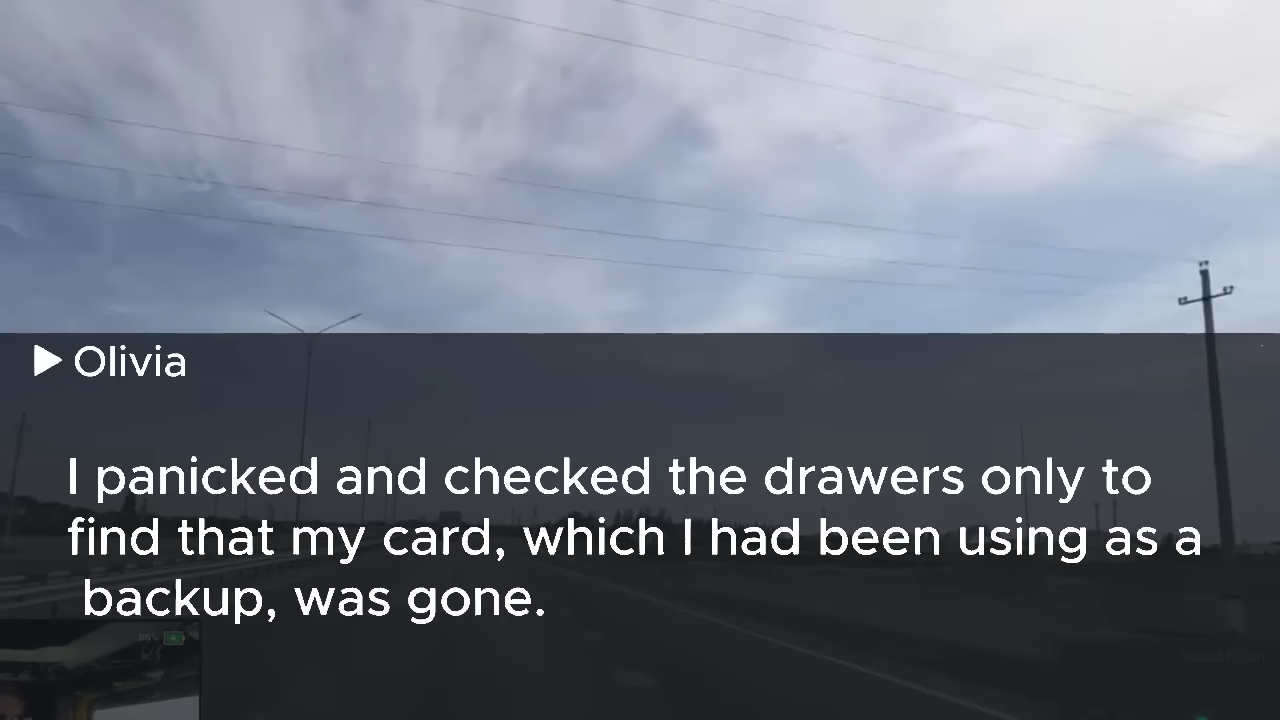 Olivia
I panicked and checked the drawers only to
find that my card, which I had been using as a
backup, was gone.